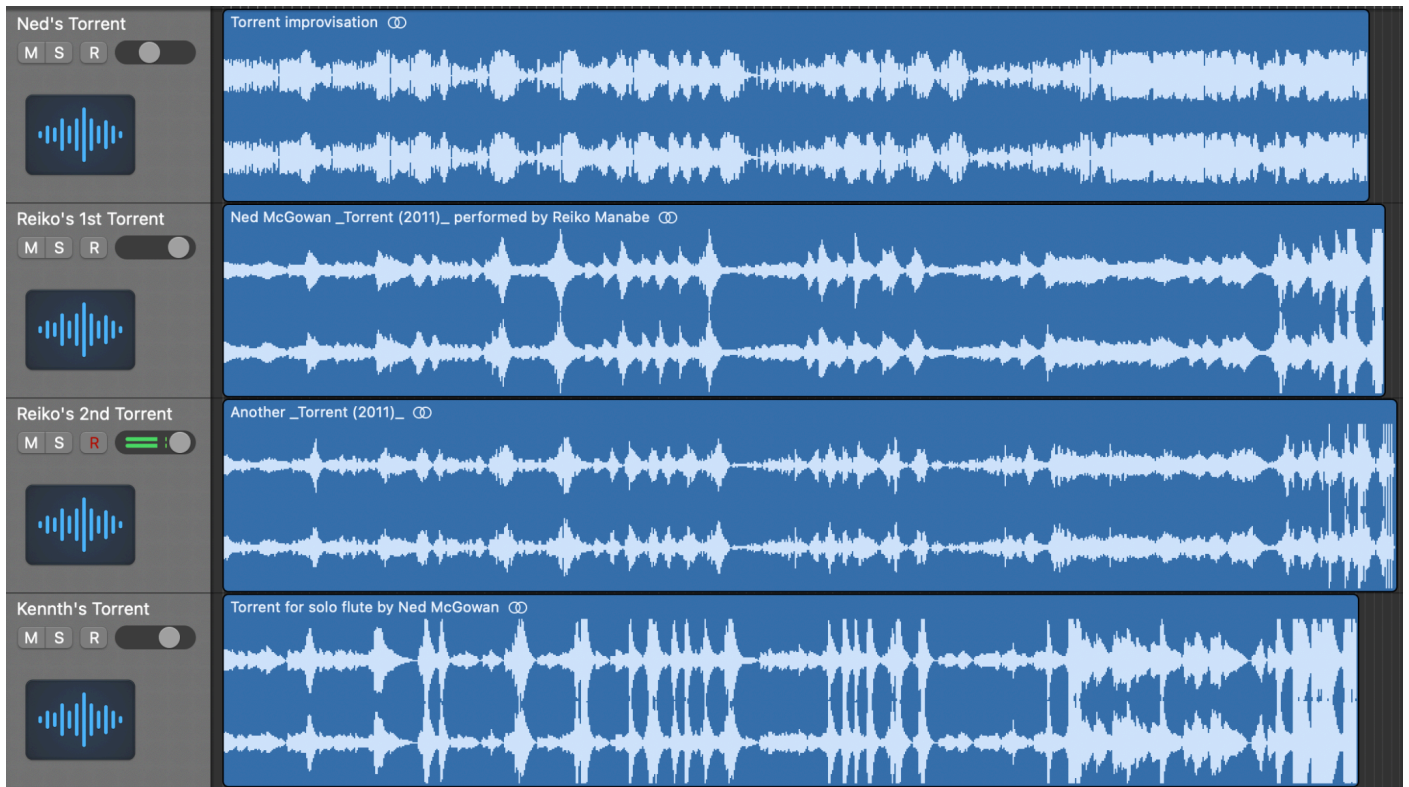 Ned's Torrent
M S R
Torrent improvisation
Reiko's 1st Torrent
M S R
Ned McGowan _Torrent (2011)_ performed by Reiko Manabe
Reiko's 2nd Torrent
M S R
Another _Torrent (2011)_
Kennth's Torrent
M S R
Torrent for solo flute by Ned McGowan